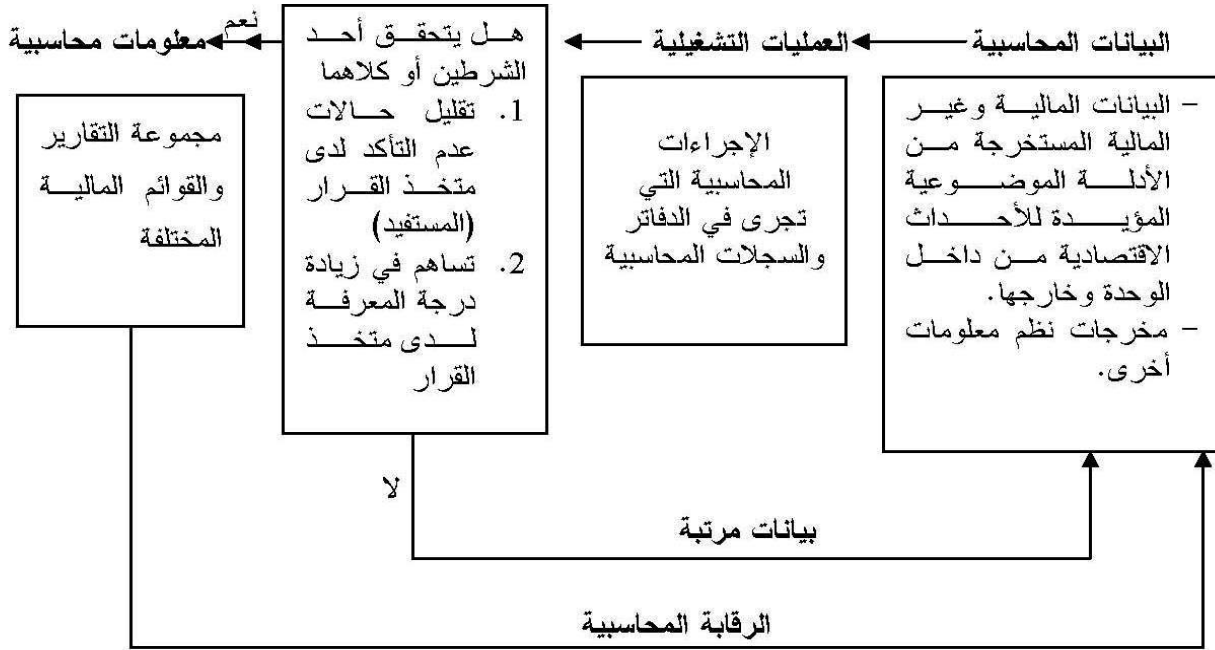 البيانات المحاسبية
- البيانات المالية وغير
المالية المستخرجة من
الأدلة الموضوعية
المؤيدة للأحداث
الاقتصادية من داخل
الوحدة وخارجها.
- مخرجات نظم معلومات
أخرى.
العمليات التشغيلية
الإجراءات
المحاسبية التي
تجرى في الدفاتر
والسجلات المحاسبية
هل يتحقق أحد
الشرطين أو كلاهما
1. تقليل حالات
عدم التأكد لدى
متخذ القرار
(المستفيد)
2. تساهم في زيادة
درجة المعرفة
لدى متخذ
القرار
نعم
معلومات محاسبية
مجموعة التقارير
والقوائم المالية
المختلفة
لا
بيانات مرتبة
الرقابة المحاسبية